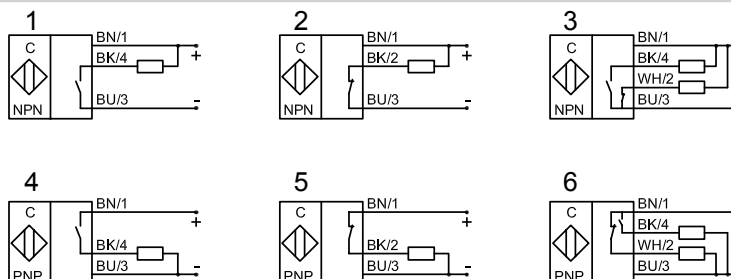 1
BN/1
C
BK/4
+
NPN
BU/3
-
2
BN/1
C
BK/2
+
NPN
BU/3
-
3
BN/1
C
BK/4
WH/2
NPN
BU/3
4
BN/1
C
+
BK/4
PNP
BU/3
-
5
BN/1
C
+
BK/2
PNP
BU/3
-
6
BN/1
C
BK/4
WH/2
PNP
BU/3